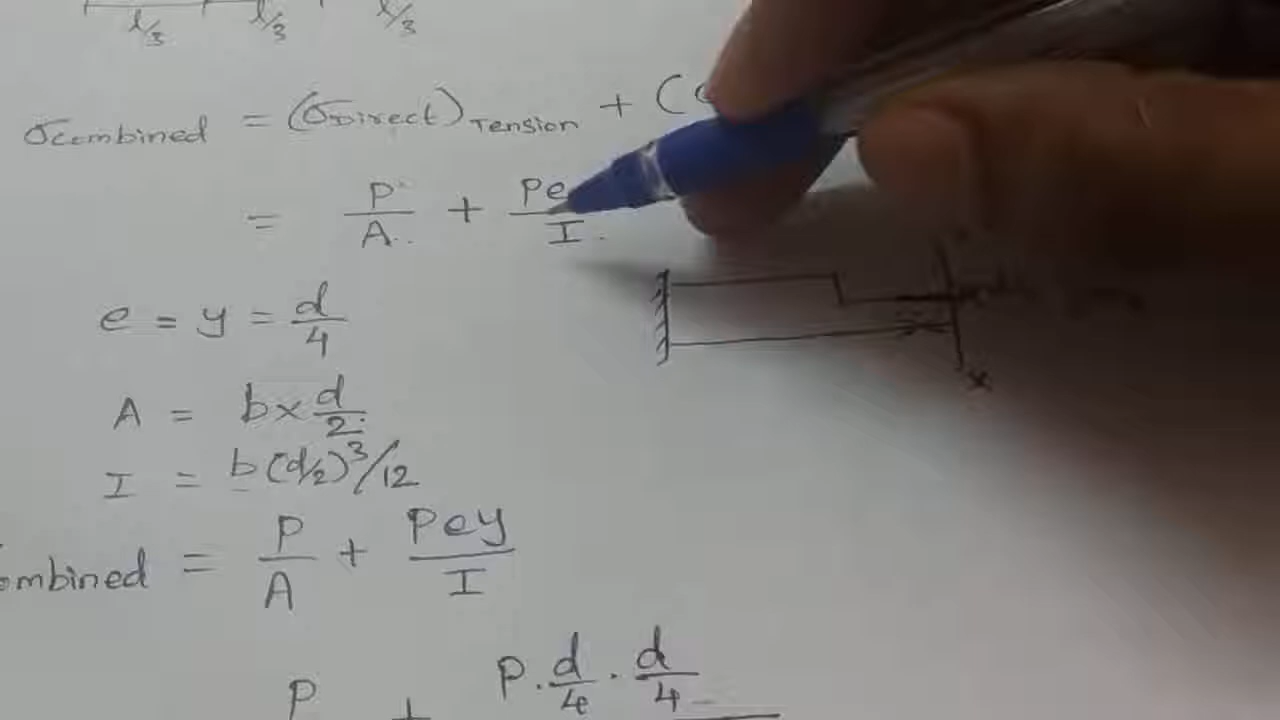 l/3 l/3 l/3
σcombined = (σDirect)Tension + (
= P/A + Pe/I
e = y = d/4
A = b×d/2
I = b(d/2)³/12
ombined = P/A + Pey/I
P + P.d/4.d/4
x